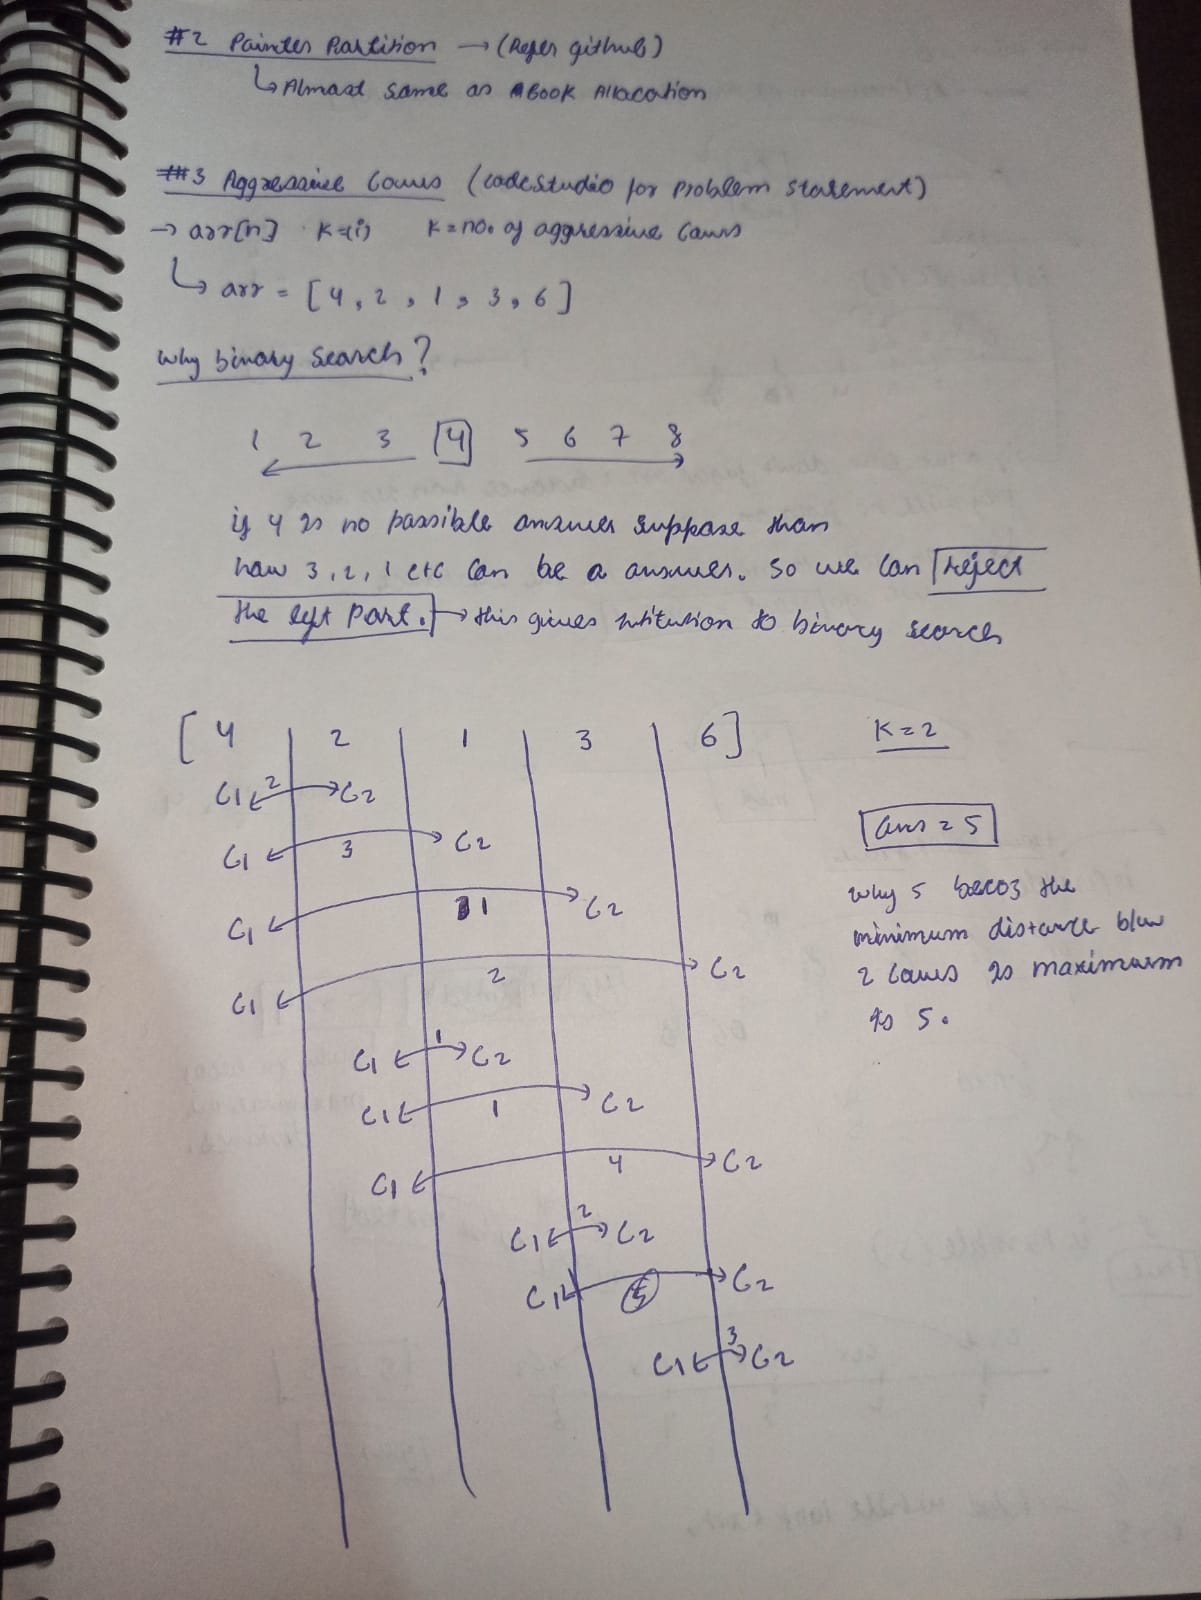 #2 Painter Partition → (Refer github)
↳ Almost same as Book Allocation
#3 Aggressive Cows (CodeStudio for Problem statement)
→ arr[n] K=(i) K = no. of aggressive Cows
↳ arr = [4, 2, 1, 3, 6]
Why binary search?
1 2 3 4 5 6 7 8
if 4 is no possible answer suppose than
how 3, 2, 1 etc can be a answer. so we can reject
the left part. → this gives intitution to binary search
[ 4 2 1 3 6 ] K = 2
C1 2 C2
C1 3 C2
ans = 5
C1 1 C2
why 5 becoz the
minimum distance b/w
C1 2 C2
2 cows is maximum
is 5.
C1 1 C2
C1 1 C2
C1 4 C2
C1 2 C2
C1 5 C2
C1 3 C2